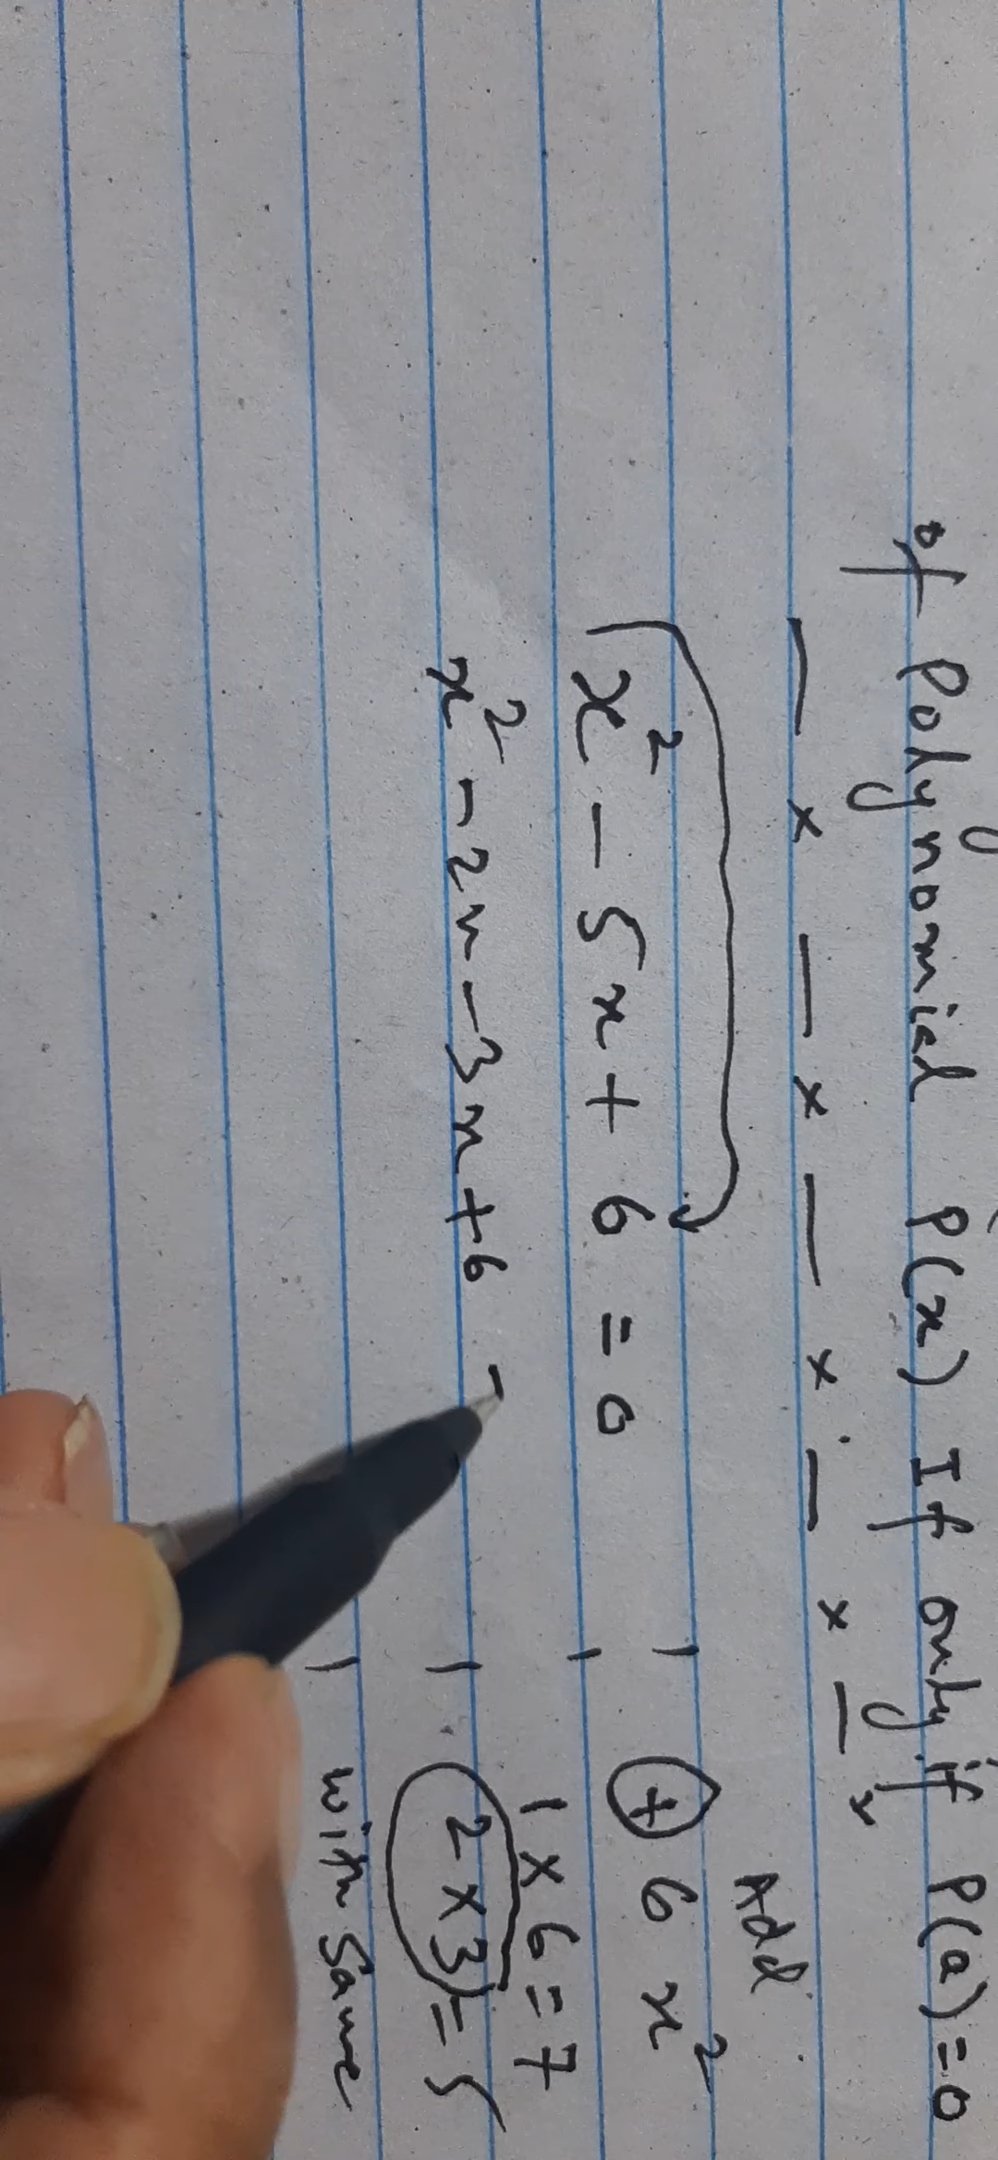 of Polynomial P(x) If only if P(a)=0
— x — x — x — x — x
Add
x² - 5x + 6 = 0 | ⊕ 6x²
| 1 x 6 = 7
x² - 2x - 3x + 6 = | 2 x 3 = 5
| with same